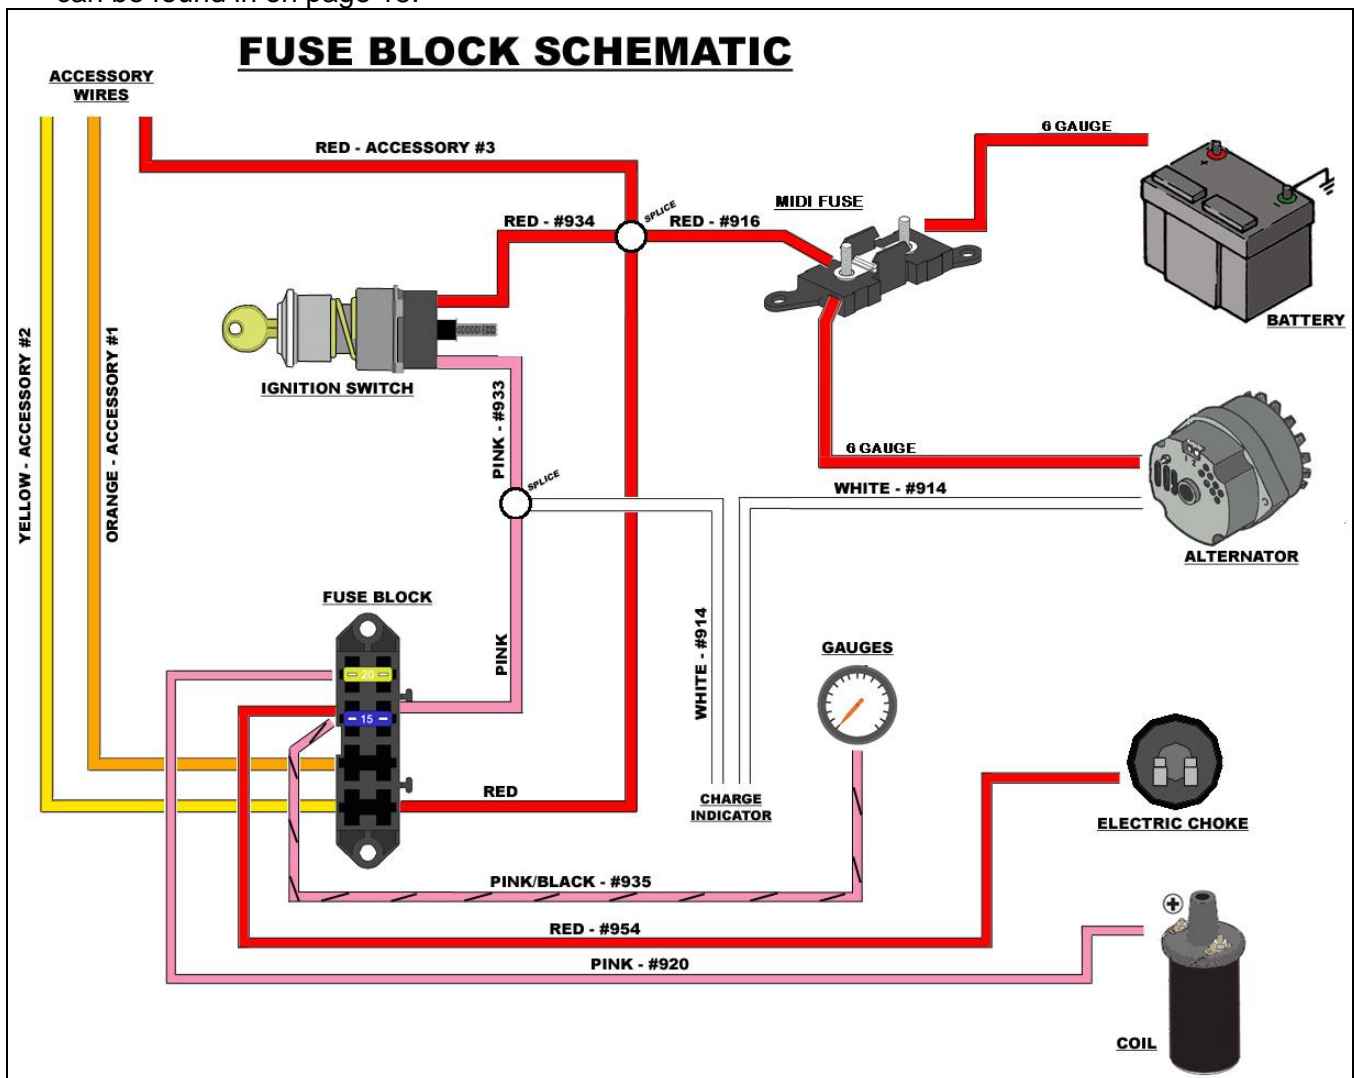 FUSE BLOCK SCHEMATIC
ACCESSORY
WIRES
6 GAUGE
RED - ACCESSORY #3
MIDI FUSE
SPLICE
RED - #934
RED - #916
BATTERY
YELLOW - ACCESSORY #2
ORANGE - ACCESSORY #1
IGNITION SWITCH
PINK - #933
6 GAUGE
1 2
SPLICE
WHITE - #914
ALTERNATOR
FUSE BLOCK
PINK
WHITE - #914
GAUGES
20
15
RED
CHARGE
INDICATOR
ELECTRIC CHOKE
PINK/BLACK - #935
RED - #954
PINK - #920
COIL